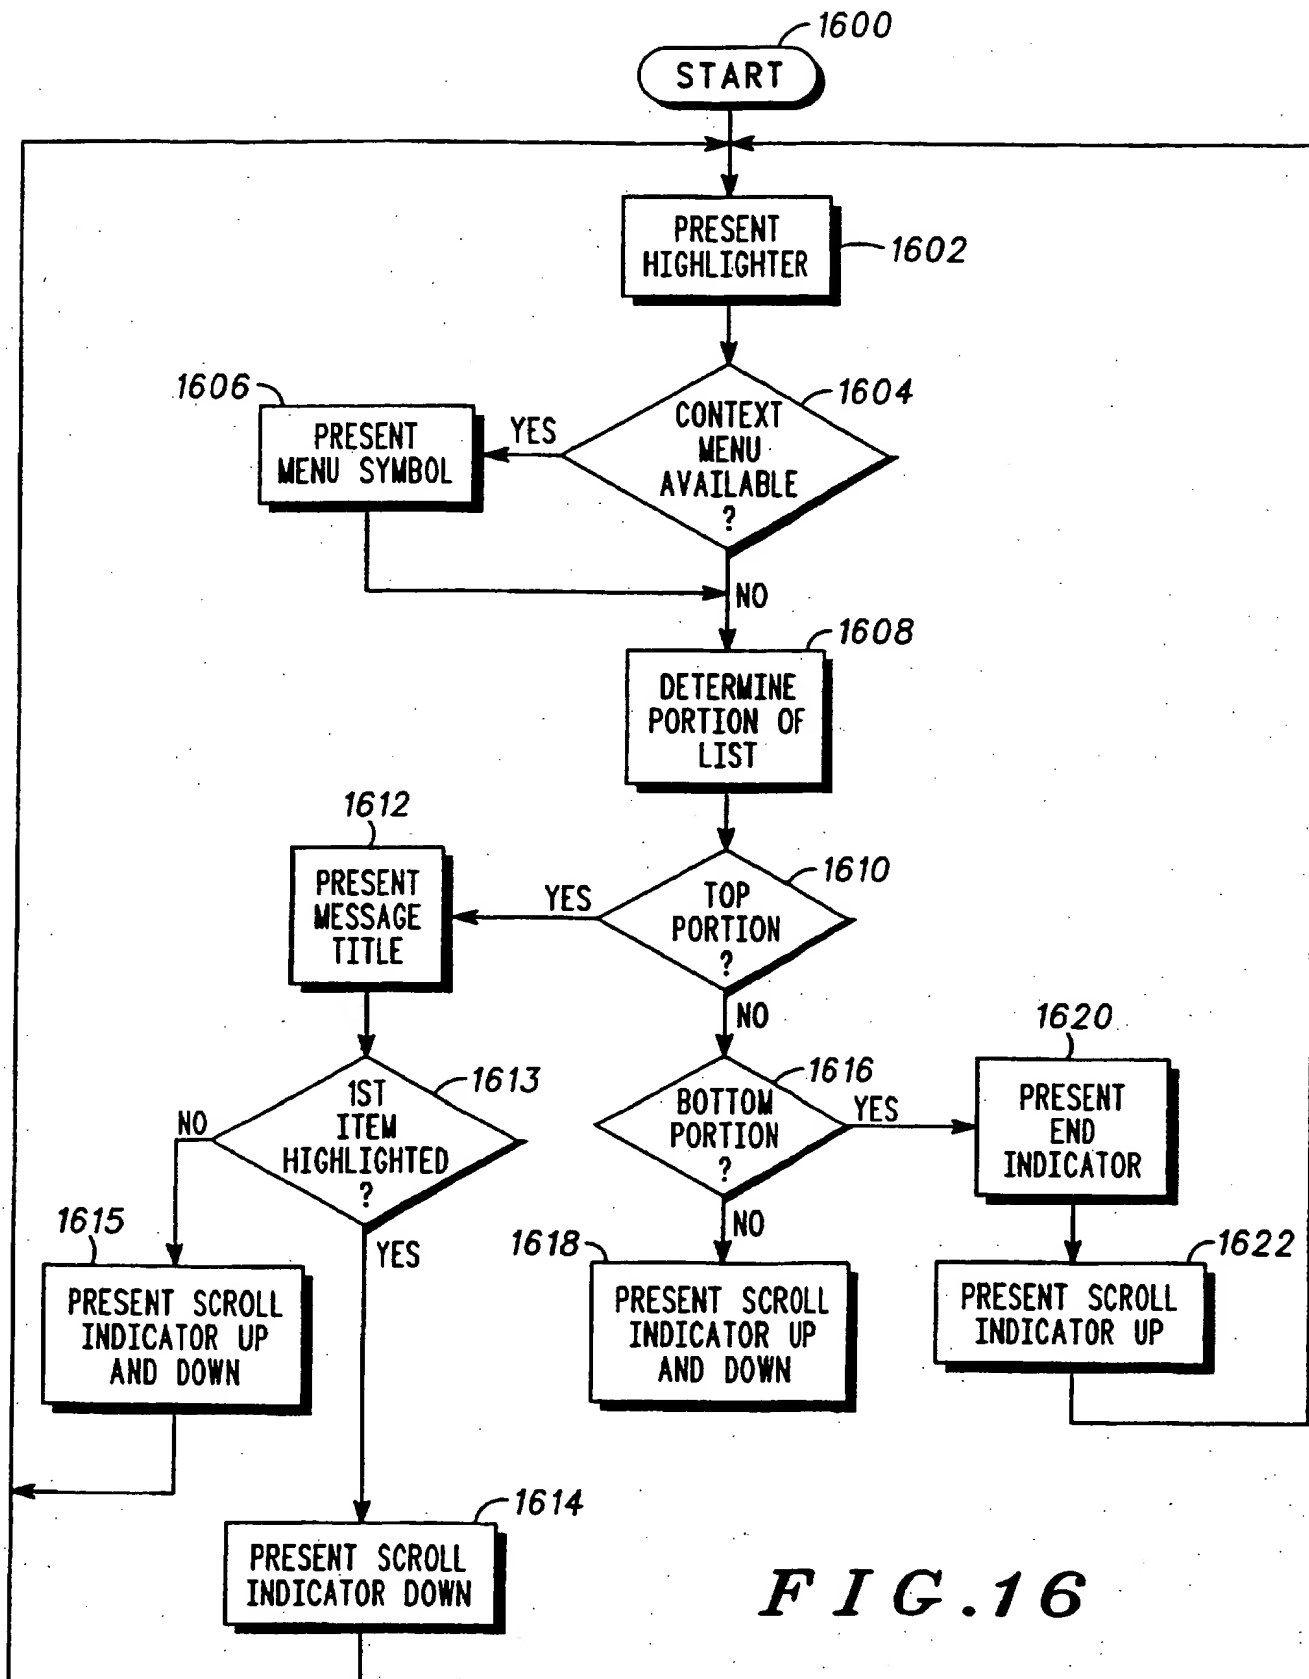 1600
START
PRESENT
HIGHLIGHTER
1602
1606
PRESENT
MENU SYMBOL
YES
1604
CONTEXT
MENU
AVAILABLE
?
NO
1608
DETERMINE
PORTION OF
LIST
1612
PRESENT
MESSAGE
TITLE
YES
1610
TOP
PORTION
?
NO
1613
1ST
ITEM
HIGHLIGHTED
?
NO
YES
1616
BOTTOM
PORTION
?
YES
NO
1620
PRESENT
END
INDICATOR
1615
PRESENT SCROLL
INDICATOR UP
AND DOWN
1618
PRESENT SCROLL
INDICATOR UP
AND DOWN
1622
PRESENT SCROLL
INDICATOR UP
1614
PRESENT SCROLL
INDICATOR DOWN
FIG.16